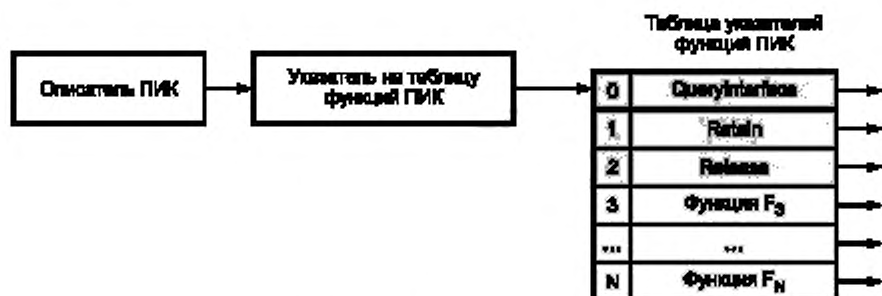 Таблица указателей
функций ПИК
Описатель ПИК
Указатель на таблицу
функций ПИК
0 QueryInterface
1 Retain
2 Release
3 Функция F₃
... ...
N Функция F_N